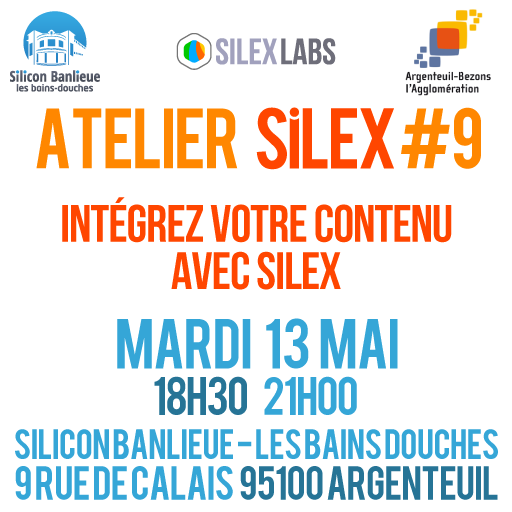 Silicon Banlieue
les bains-douches
SILEX LABS
Argenteuil-Bezons
l'Agglomération
ATELIER SiLEX #9
INTÉGREZ VOTRE CONTENU
AVEC SILEX
MARDI 13 MAI
18H30 21H00
SILICON BANLIEUE - LES BAINS DOUCHES
9 RUE DE CALAIS 95100 ARGENTEUIL